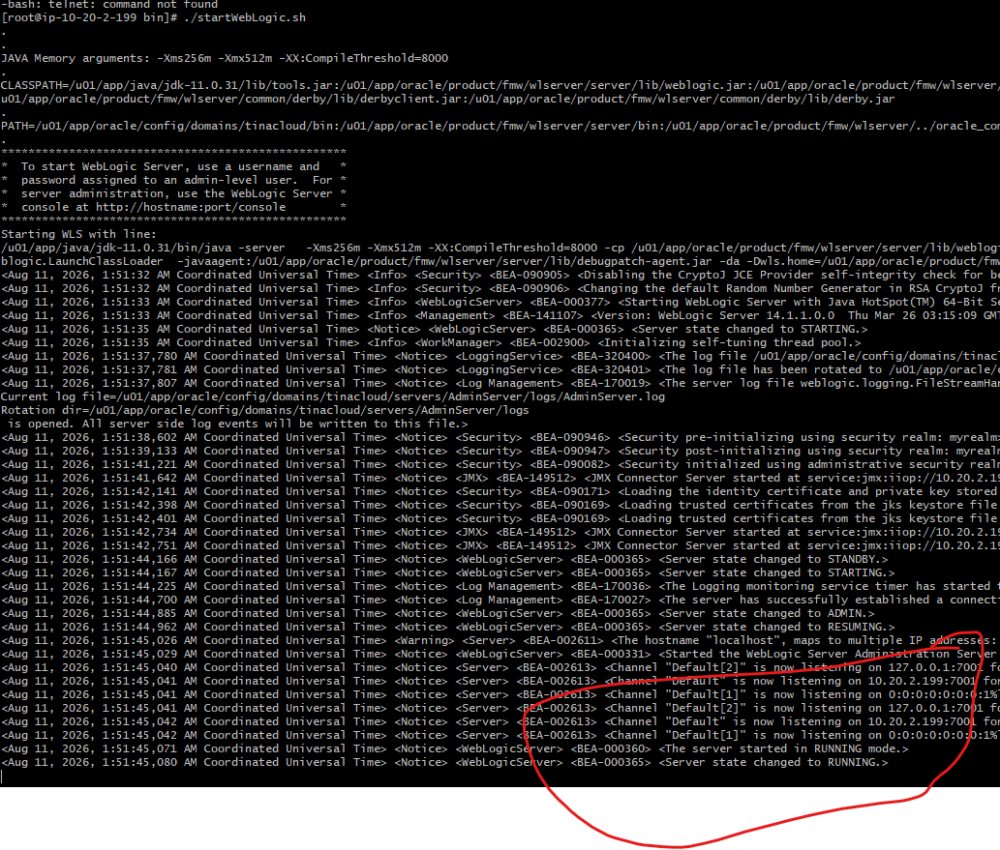 -bash: telnet: command not found
[root@ip-10-20-2-199 bin]# ./startWebLogic.sh
.
.
JAVA Memory arguments: -Xms256m -Xmx512m -XX:CompileThreshold=8000
.
CLASSPATH=/u01/app/java/jdk-11.0.31/lib/tools.jar:/u01/app/oracle/product/fmw/wlserver/server/lib/weblogic.jar:/u01/app/oracle/product/fmw/wlserver/
u01/app/oracle/product/fmw/wlserver/common/derby/lib/derbyclient.jar:/u01/app/oracle/product/fmw/wlserver/common/derby/lib/derby.jar
.
PATH=/u01/app/oracle/config/domains/tinacloud/bin:/u01/app/oracle/product/fmw/wlserver/server/bin:/u01/app/oracle/product/fmw/wlserver/../oracle_com
.
***************************************************
*  To start WebLogic Server, use a username and   *
*  password assigned to an admin-level user.  For *
*  server administration, use the WebLogic Server *
*  console at http://hostname:port/console        *
***************************************************
Starting WLS with line:
/u01/app/java/jdk-11.0.31/bin/java -server   -Xms256m -Xmx512m -XX:CompileThreshold=8000 -cp /u01/app/oracle/product/fmw/wlserver/server/lib/weblogi
blogic.LaunchClassLoader  -javaagent:/u01/app/oracle/product/fmw/wlserver/server/lib/debugpatch-agent.jar -da -Dwls.home=/u01/app/oracle/product/fmw
<Aug 11, 2026, 1:51:32 AM Coordinated Universal Time> <Info> <Security> <BEA-090905> <Disabling the CryptoJ JCE Provider self-integrity check for be
<Aug 11, 2026, 1:51:32 AM Coordinated Universal Time> <Info> <Security> <BEA-090906> <Changing the default Random Number Generator in RSA CryptoJ fr
<Aug 11, 2026, 1:51:33 AM Coordinated Universal Time> <Info> <WebLogicServer> <BEA-000377> <Starting WebLogic Server with Java HotSpot(TM) 64-Bit Se
<Aug 11, 2026, 1:51:33 AM Coordinated Universal Time> <Info> <Management> <BEA-141107> <Version: WebLogic Server 14.1.1.0.0  Thu Mar 26 03:15:09 GMT
<Aug 11, 2026, 1:51:35 AM Coordinated Universal Time> <Notice> <WebLogicServer> <BEA-000365> <Server state changed to STARTING.>
<Aug 11, 2026, 1:51:35 AM Coordinated Universal Time> <Info> <WorkManager> <BEA-002900> <Initializing self-tuning thread pool.>
<Aug 11, 2026, 1:51:37,780 AM Coordinated Universal Time> <Notice> <LoggingService> <BEA-320400> <The log file /u01/app/oracle/config/domains/tinacl
<Aug 11, 2026, 1:51:37,781 AM Coordinated Universal Time> <Notice> <LoggingService> <BEA-320401> <The log file has been rotated to /u01/app/oracle/c
<Aug 11, 2026, 1:51:37,807 AM Coordinated Universal Time> <Notice> <Log Management> <BEA-170019> <The server log file weblogic.logging.FileStreamHan
Current log file=/u01/app/oracle/config/domains/tinacloud/servers/AdminServer/logs/AdminServer.log
Rotation dir=/u01/app/oracle/config/domains/tinacloud/servers/AdminServer/logs
 is opened. All server side log events will be written to this file.>
<Aug 11, 2026, 1:51:38,602 AM Coordinated Universal Time> <Notice> <Security> <BEA-090946> <Security pre-initializing using security realm: myrealm>
<Aug 11, 2026, 1:51:39,133 AM Coordinated Universal Time> <Notice> <Security> <BEA-090947> <Security post-initializing using security realm: myrealm
<Aug 11, 2026, 1:51:41,221 AM Coordinated Universal Time> <Notice> <Security> <BEA-090082> <Security initialized using administrative security realm
<Aug 11, 2026, 1:51:41,642 AM Coordinated Universal Time> <Notice> <JMX> <BEA-149512> <JMX Connector Server started at service:jmx:iiop://10.20.2.19
<Aug 11, 2026, 1:51:42,141 AM Coordinated Universal Time> <Notice> <Security> <BEA-090171> <Loading the identity certificate and private key stored
<Aug 11, 2026, 1:51:42,398 AM Coordinated Universal Time> <Notice> <Security> <BEA-090169> <Loading trusted certificates from the jks keystore file
<Aug 11, 2026, 1:51:42,401 AM Coordinated Universal Time> <Notice> <Security> <BEA-090169> <Loading trusted certificates from the jks keystore file
<Aug 11, 2026, 1:51:42,734 AM Coordinated Universal Time> <Notice> <JMX> <BEA-149512> <JMX Connector Server started at service:jmx:iiop://10.20.2.19
<Aug 11, 2026, 1:51:42,751 AM Coordinated Universal Time> <Notice> <JMX> <BEA-149512> <JMX Connector Server started at service:jmx:iiop://10.20.2.19
<Aug 11, 2026, 1:51:44,166 AM Coordinated Universal Time> <Notice> <WebLogicServer> <BEA-000365> <Server state changed to STANDBY.>
<Aug 11, 2026, 1:51:44,167 AM Coordinated Universal Time> <Notice> <WebLogicServer> <BEA-000365> <Server state changed to STARTING.>
<Aug 11, 2026, 1:51:44,225 AM Coordinated Universal Time> <Notice> <Log Management> <BEA-170036> <The Logging monitoring service timer has started t
<Aug 11, 2026, 1:51:44,700 AM Coordinated Universal Time> <Notice> <Log Management> <BEA-170027> <The server has successfully established a connecti
<Aug 11, 2026, 1:51:44,885 AM Coordinated Universal Time> <Notice> <WebLogicServer> <BEA-000365> <Server state changed to ADMIN.>
<Aug 11, 2026, 1:51:44,962 AM Coordinated Universal Time> <Notice> <WebLogicServer> <BEA-000365> <Server state changed to RESUMING.>
<Aug 11, 2026, 1:51:45,026 AM Coordinated Universal Time> <Warning> <Server> <BEA-002611> <The hostname "localhost", maps to multiple IP addresses:
<Aug 11, 2026, 1:51:45,029 AM Coordinated Universal Time> <Notice> <WebLogicServer> <BEA-000331> <Started the WebLogic Server Administration Server
<Aug 11, 2026, 1:51:45,040 AM Coordinated Universal Time> <Notice> <Server> <BEA-002613> <Channel "Default[2]" is now listening on 127.0.0.1:7001 fo
<Aug 11, 2026, 1:51:45,041 AM Coordinated Universal Time> <Notice> <Server> <BEA-002613> <Channel "Default" is now listening on 10.20.2.199:7001 for
<Aug 11, 2026, 1:51:45,041 AM Coordinated Universal Time> <Notice> <Server> <BEA-002613> <Channel "Default[1]" is now listening on 0:0:0:0:0:0:0:1%l
<Aug 11, 2026, 1:51:45,041 AM Coordinated Universal Time> <Notice> <Server> <BEA-002613> <Channel "Default[2]" is now listening on 127.0.0.1:7001 fo
<Aug 11, 2026, 1:51:45,042 AM Coordinated Universal Time> <Notice> <Server> <BEA-002613> <Channel "Default" is now listening on 10.20.2.199:7001 for
<Aug 11, 2026, 1:51:45,042 AM Coordinated Universal Time> <Notice> <Server> <BEA-002613> <Channel "Default[1]" is now listening on 0:0:0:0:0:0:0:1%l
<Aug 11, 2026, 1:51:45,071 AM Coordinated Universal Time> <Notice> <WebLogicServer> <BEA-000360> <The server started in RUNNING mode.>
<Aug 11, 2026, 1:51:45,080 AM Coordinated Universal Time> <Notice> <WebLogicServer> <BEA-000365> <Server state changed to RUNNING.>